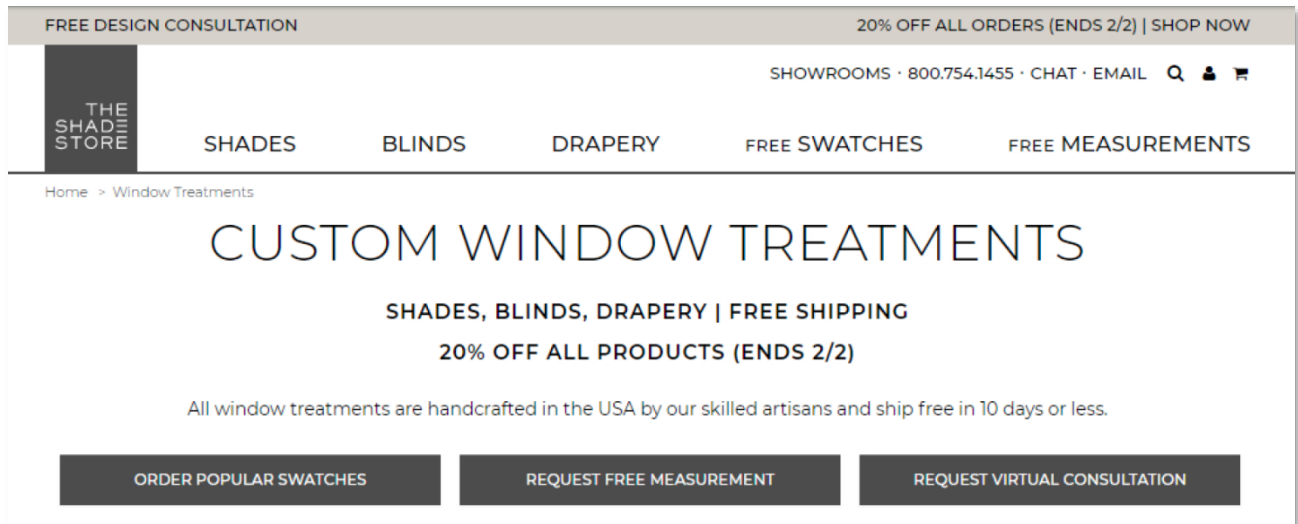 FREE DESIGN CONSULTATION
20% OFF ALL ORDERS (ENDS 2/2) | SHOP NOW
SHOWROOMS · 800.754.1455 · CHAT · EMAIL
THE
SHADE
STORE
SHADES BLINDS DRAPERY FREE SWATCHES FREE MEASUREMENTS
Home > Window Treatments
CUSTOM WINDOW TREATMENTS
SHADES, BLINDS, DRAPERY | FREE SHIPPING
20% OFF ALL PRODUCTS (ENDS 2/2)
All window treatments are handcrafted in the USA by our skilled artisans and ship free in 10 days or less.
ORDER POPULAR SWATCHES
REQUEST FREE MEASUREMENT
REQUEST VIRTUAL CONSULTATION